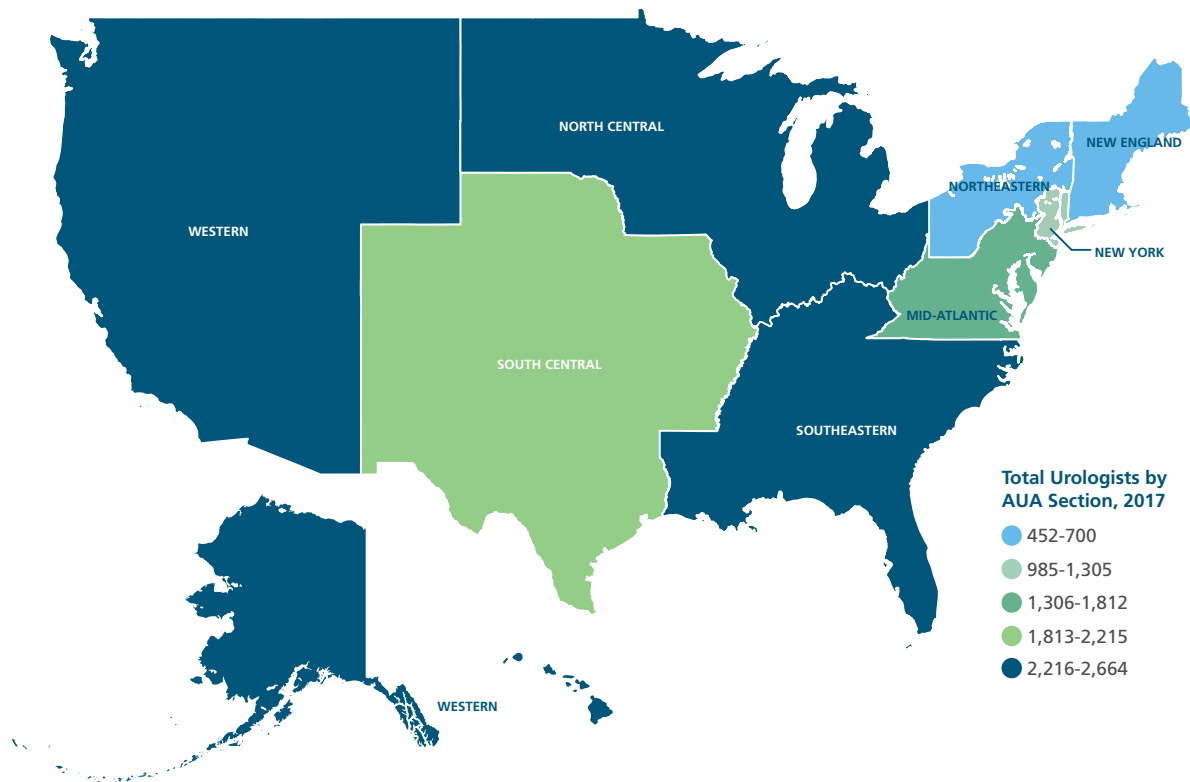 NORTH CENTRAL
NEW ENGLAND
NORTHEASTERN
WESTERN
NEW YORK
MID-ATLANTIC
SOUTH CENTRAL
SOUTHEASTERN
Total Urologists by
AUA Section, 2017
452-700
985-1,305
1,306-1,812
1,813-2,215
2,216-2,664
WESTERN